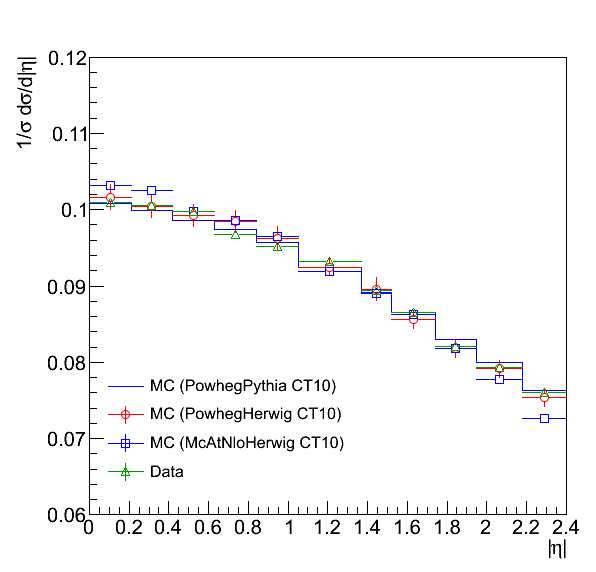 1/σ dσ/d|η|
0.12
0.11
0.1
0.09
0.08
0.07
0.06
MC (PowhegPythia CT10)
MC (PowhegHerwig CT10)
MC (McAtNloHerwig CT10)
Data
0 0.2 0.4 0.6 0.8 1 1.2 1.4 1.6 1.8 2 2.2 2.4
|η|